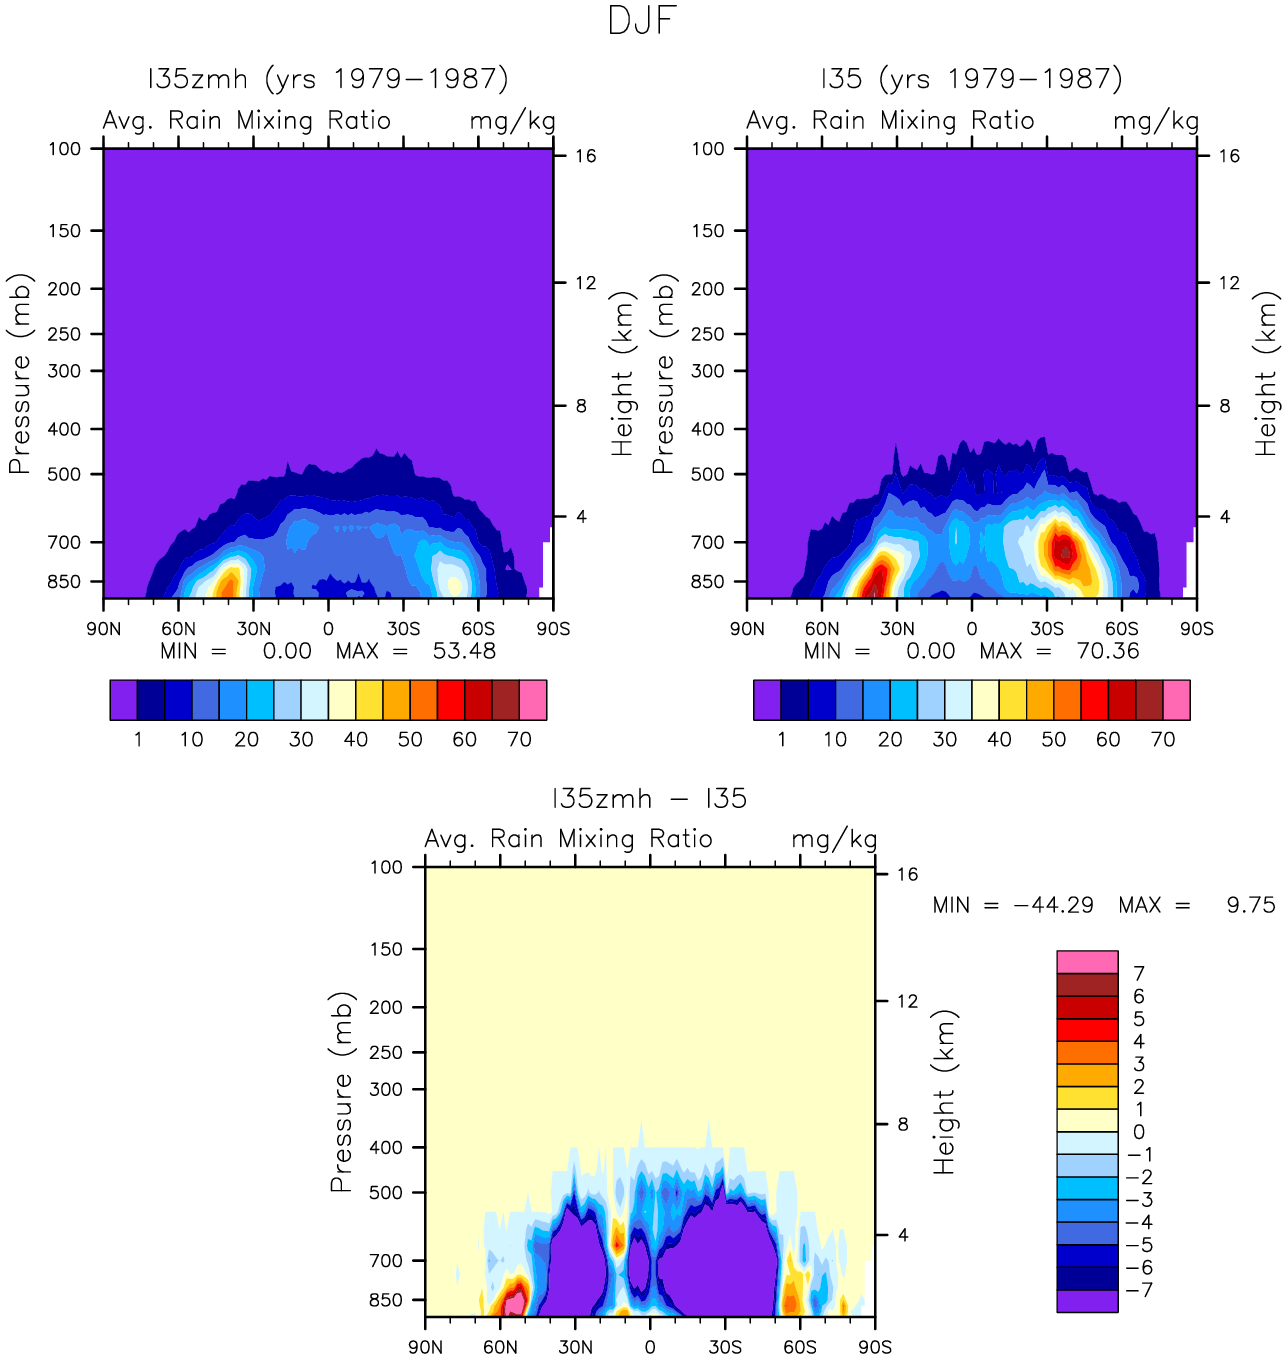 DJF
I35zmh (yrs 1979−1987)
Avg. Rain Mixing Ratio mg/kg
Pressure (mb)
100
150
200
250
300
400
500
700
850
16
12
8
4
Height (km)
90N 60N 30N 0 30S 60S 90S
MIN = 0.00 MAX = 53.48
1 10 20 30 40 50 60 70
I35 (yrs 1979−1987)
Avg. Rain Mixing Ratio mg/kg
Pressure (mb)
100
150
200
250
300
400
500
700
850
16
12
8
4
Height (km)
90N 60N 30N 0 30S 60S 90S
MIN = 0.00 MAX = 70.36
1 10 20 30 40 50 60 70
I35zmh − I35
Avg. Rain Mixing Ratio mg/kg
Pressure (mb)
100
150
200
250
300
400
500
700
850
16
12
8
4
Height (km)
90N 60N 30N 0 30S 60S 90S
MIN = −44.29 MAX = 9.75
7
6
5
4
3
2
1
0
−1
−2
−3
−4
−5
−6
−7